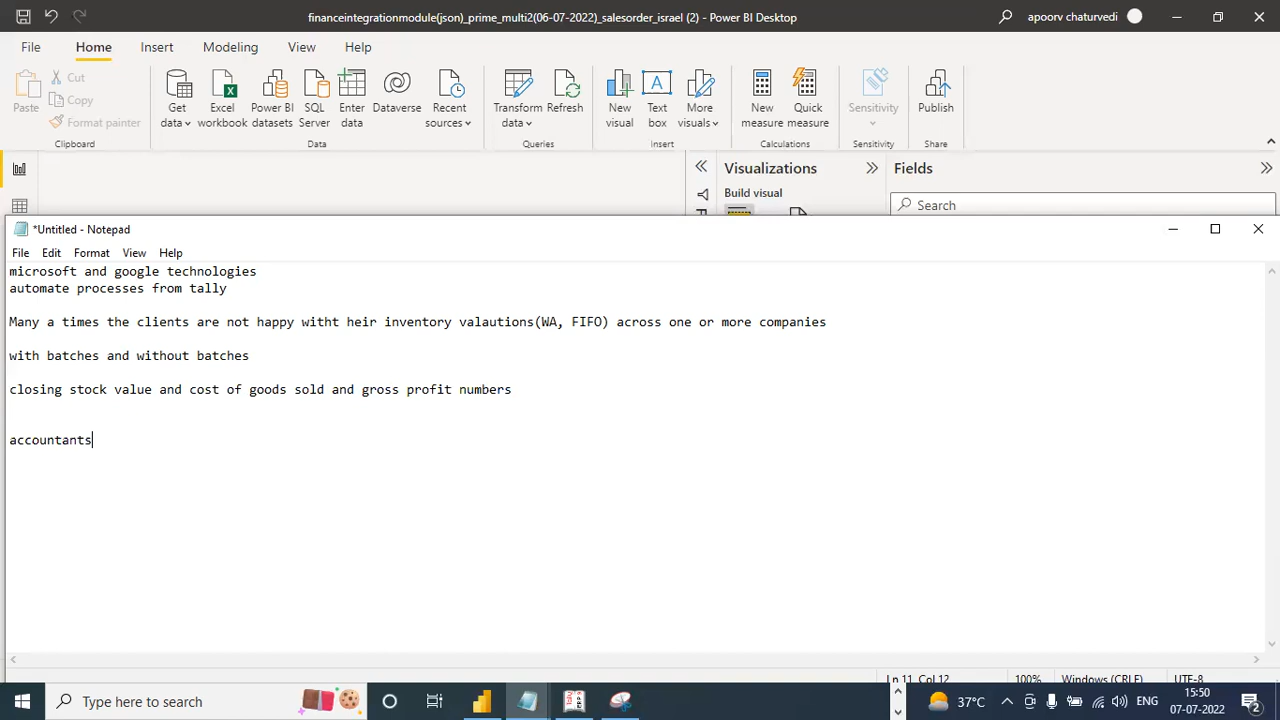 financeintegrationmodule(json)_prime_multi2(06-07-2022)_salesorder_israel (2) - Power BI Desktop
apoorv chaturvedi
File Home Insert Modeling View Help
Paste
Cut
Copy
Format painter
Clipboard
Get data
Excel workbook
Power BI datasets
SQL Server
Enter data
Dataverse
Recent sources
Data
Transform data
Refresh
Queries
New visual
Text box
More visuals
Insert
New measure
Quick measure
Calculations
Sensitivity
Sensitivity
Publish
Share
Visualizations
Build visual
Fields
Search
*Untitled - Notepad
File Edit Format View Help
microsoft and google technologies
automate processes from tally
Many a times the clients are not happy witht heir inventory valautions(WA, FIFO) across one or more companies
with batches and without batches
closing stock value and cost of goods sold and gross profit numbers
accountants
Ln 11, Col 12 100% Windows (CRLF) UTF-8
Type here to search
37°C ENG
15:50
07-07-2022
2